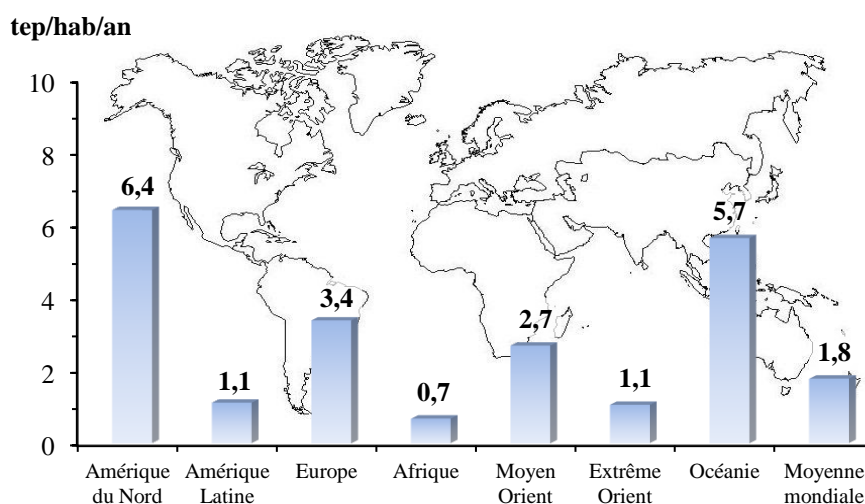 tep/hab/an
10
8
6
4
2
0
6,4
1,1
3,4
0,7
2,7
1,1
5,7
1,8
Amérique
du Nord
Amérique
Latine
Europe
Afrique
Moyen
Orient
Extrême
Orient
Océanie
Moyenne
mondiale